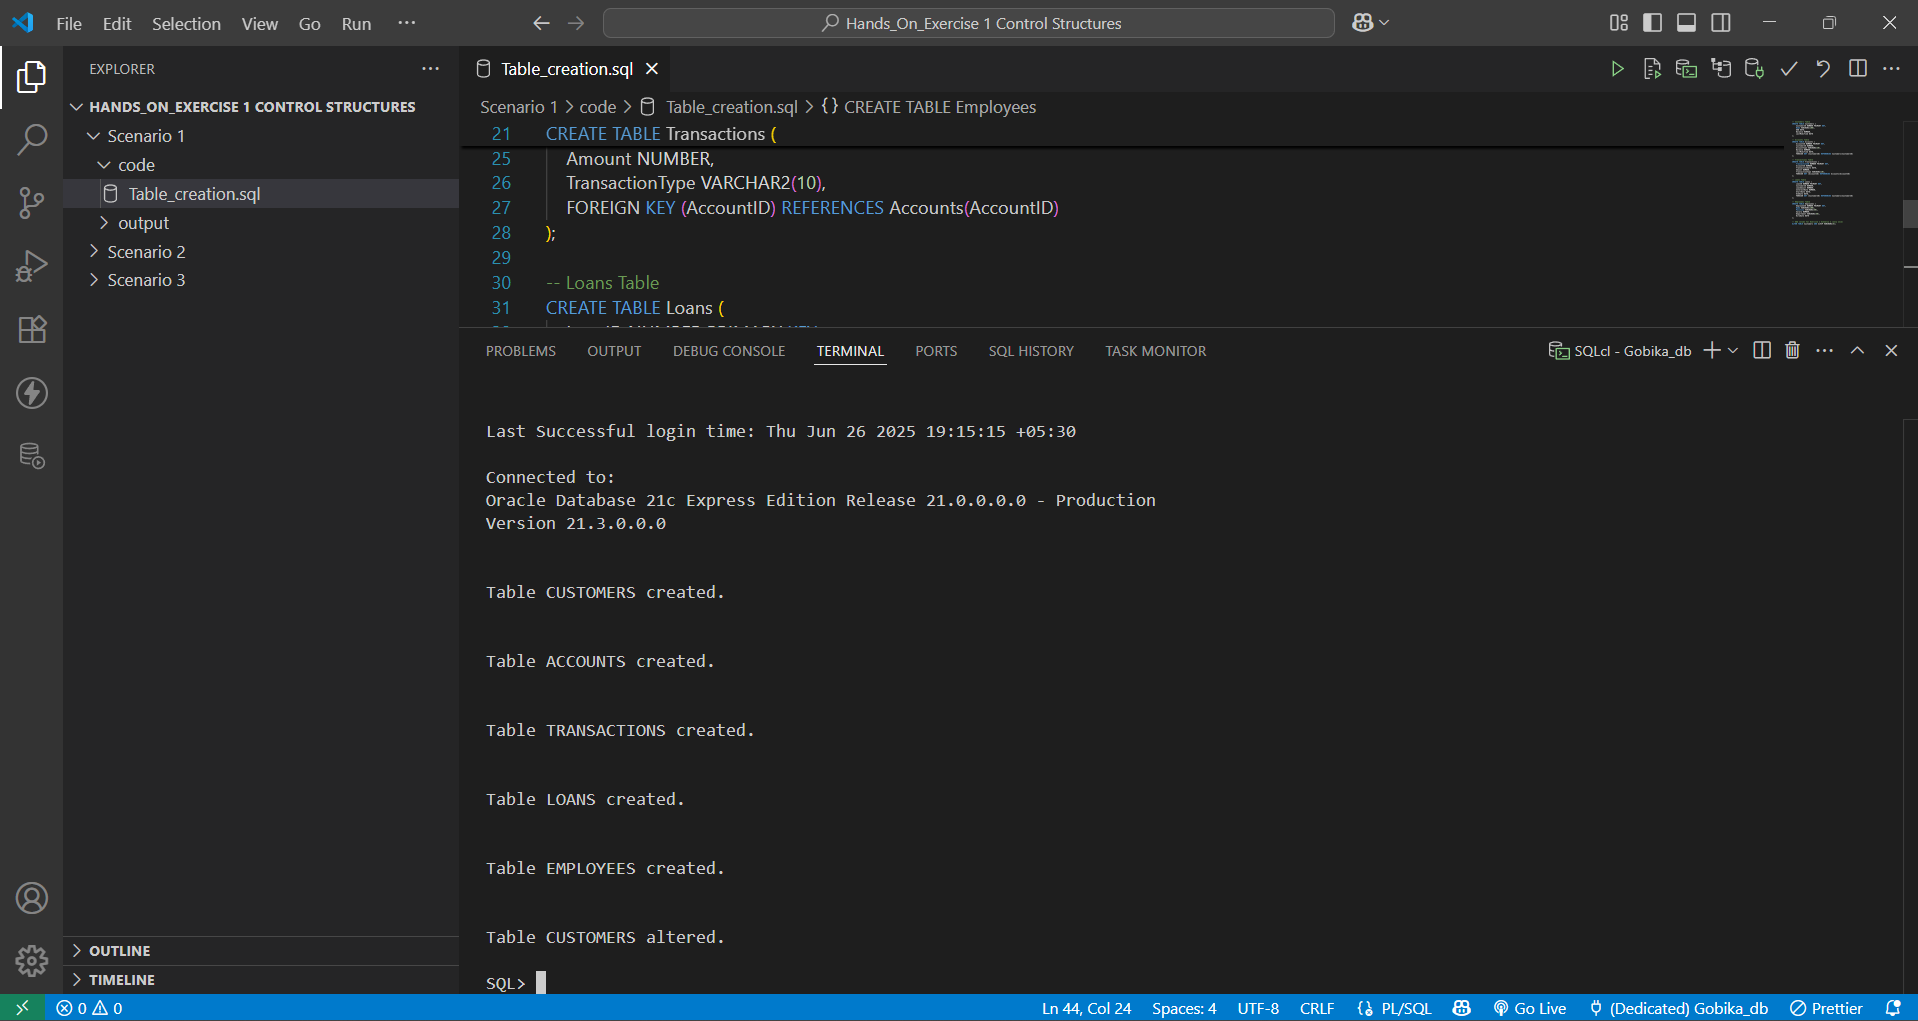 File Edit Selection View Go Run ···
Hands_On_Exercise 1 Control Structures
EXPLORER
HANDS_ON_EXERCISE 1 CONTROL STRUCTURES
Scenario 1
code
Table_creation.sql
output
Scenario 2
Scenario 3
OUTLINE
TIMELINE
Table_creation.sql
Scenario 1 > code > Table_creation.sql > {} CREATE TABLE Employees
21 CREATE TABLE Transactions (
25 Amount NUMBER,
26 TransactionType VARCHAR2(10),
27 FOREIGN KEY (AccountID) REFERENCES Accounts(AccountID)
28 );
29
30 -- Loans Table
31 CREATE TABLE Loans (
PROBLEMS OUTPUT DEBUG CONSOLE TERMINAL PORTS SQL HISTORY TASK MONITOR
SQLcl - Gobika_db
Last Successful login time: Thu Jun 26 2025 19:15:15 +05:30
Connected to:
Oracle Database 21c Express Edition Release 21.0.0.0.0 - Production
Version 21.3.0.0.0
Table CUSTOMERS created.
Table ACCOUNTS created.
Table TRANSACTIONS created.
Table LOANS created.
Table EMPLOYEES created.
Table CUSTOMERS altered.
SQL>
0 0 Ln 44, Col 24 Spaces: 4 UTF-8 CRLF PL/SQL Go Live (Dedicated) Gobika_db Prettier